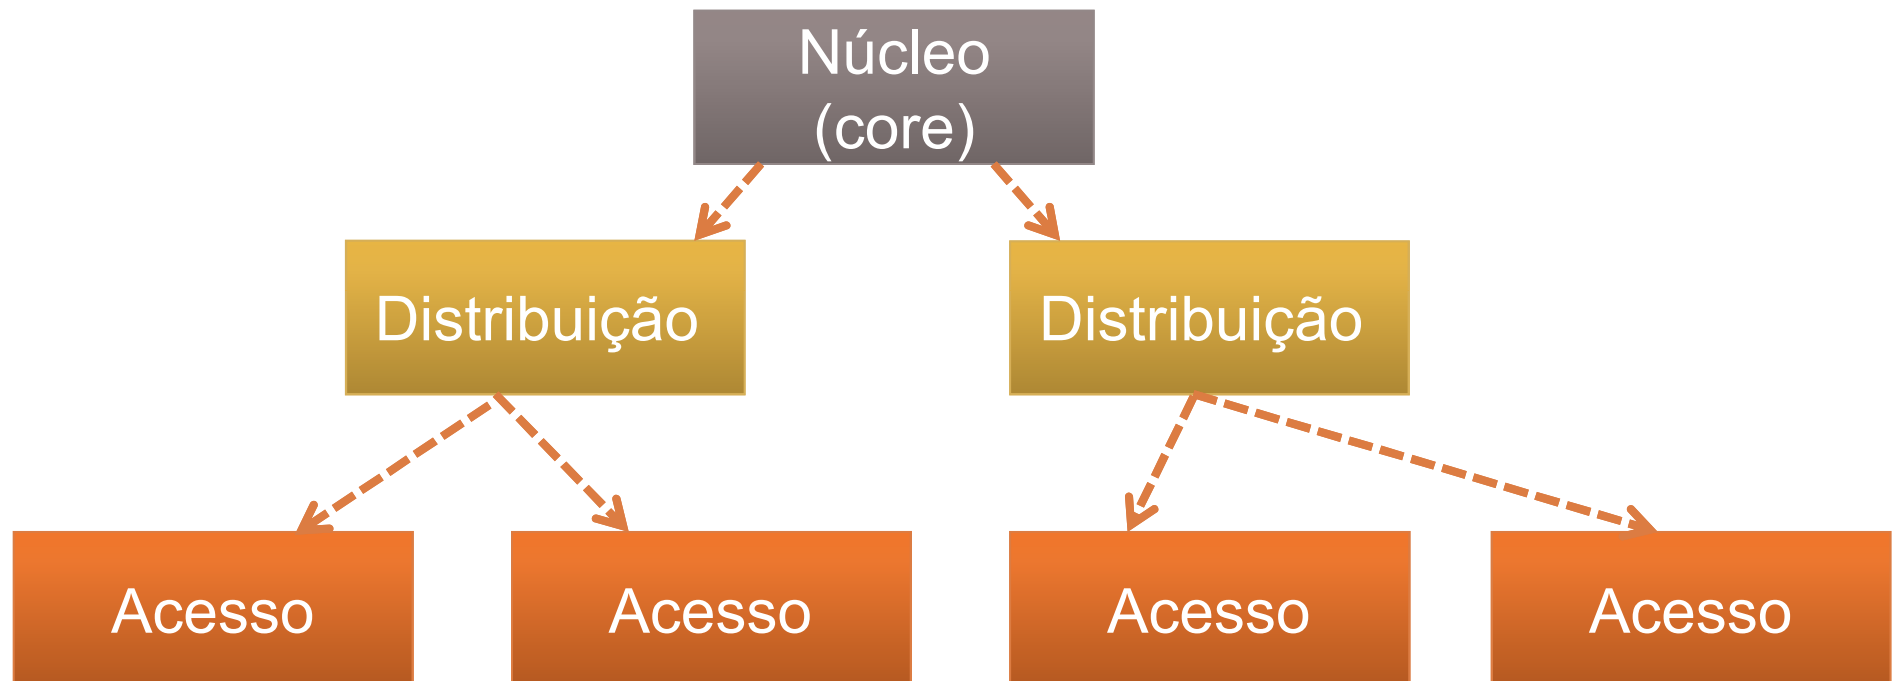 Núcleo
(core)
Distribuição
Distribuição
Acesso
Acesso
Acesso
Acesso